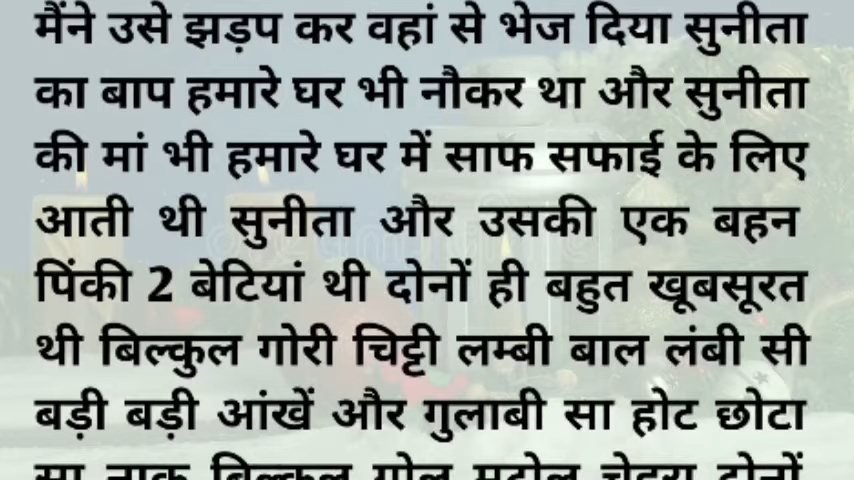 मैंने उसे झड़प कर वहां से भेज दिया सुनीता
का बाप हमारे घर भी नौकर था और सुनीता
की मां भी हमारे घर में साफ सफाई के लिए
आती थी सुनीता और उसकी एक बहन
पिंकी 2 बेटियां थी दोनों ही बहुत खूबसूरत
थी बिल्कुल गोरी चिट्टी लम्बी बाल लंबी सी
बड़ी बड़ी आंखें और गुलाबी सा होट छोटा
सा नाक बिल्कुल गोल मटोल चेहरा दोनों